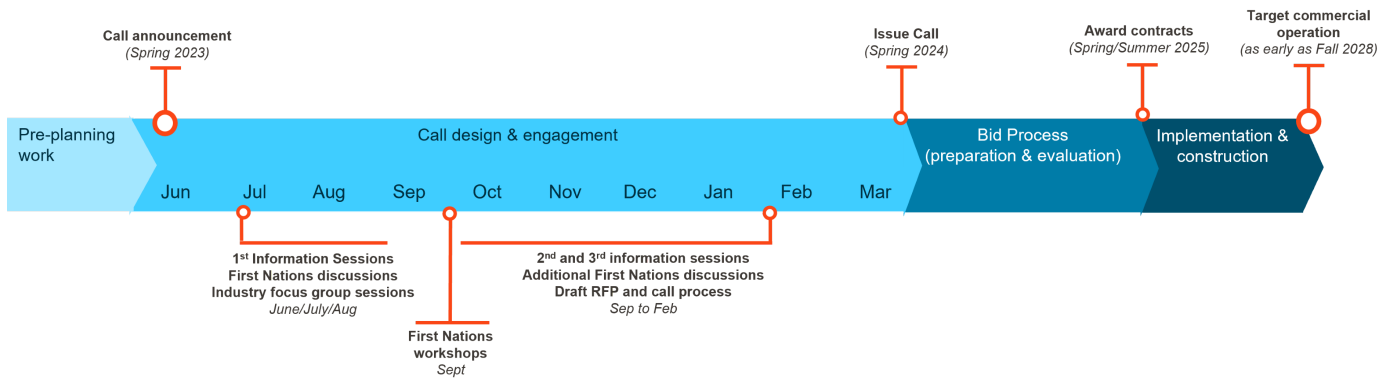 Call announcement
(Spring 2023)
Issue Call
(Spring 2024)
Award contracts
(Spring/Summer 2025)
Target commercial
operation
(as early as Fall 2028)
Pre-planning
work
Call design & engagement
Bid Process
(preparation & evaluation)
Implementation &
construction
Jun Jul Aug Sep Oct Nov Dec Jan Feb Mar
1st Information Sessions
First Nations discussions
Industry focus group sessions
June/July/Aug
First Nations
workshops
Sept
2nd and 3rd information sessions
Additional First Nations discussions
Draft RFP and call process
Sep to Feb